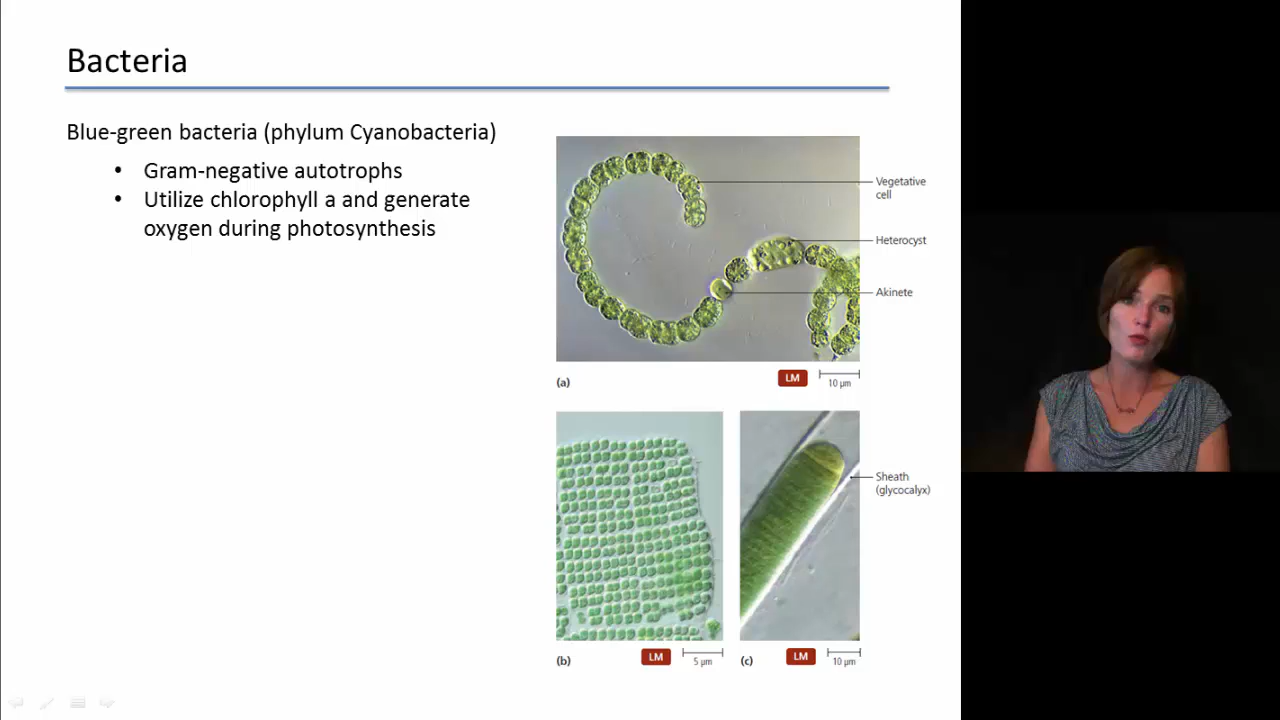 Bacteria
Blue-green bacteria (phylum Cyanobacteria)
• Gram-negative autotrophs
• Utilize chlorophyll a and generate
oxygen during photosynthesis
Vegetative
cell
Heterocyst
Akinete
(a)
LM
10 µm
Sheath
(glycocalyx)
(b)
LM
5 µm
(c)
LM
10 µm